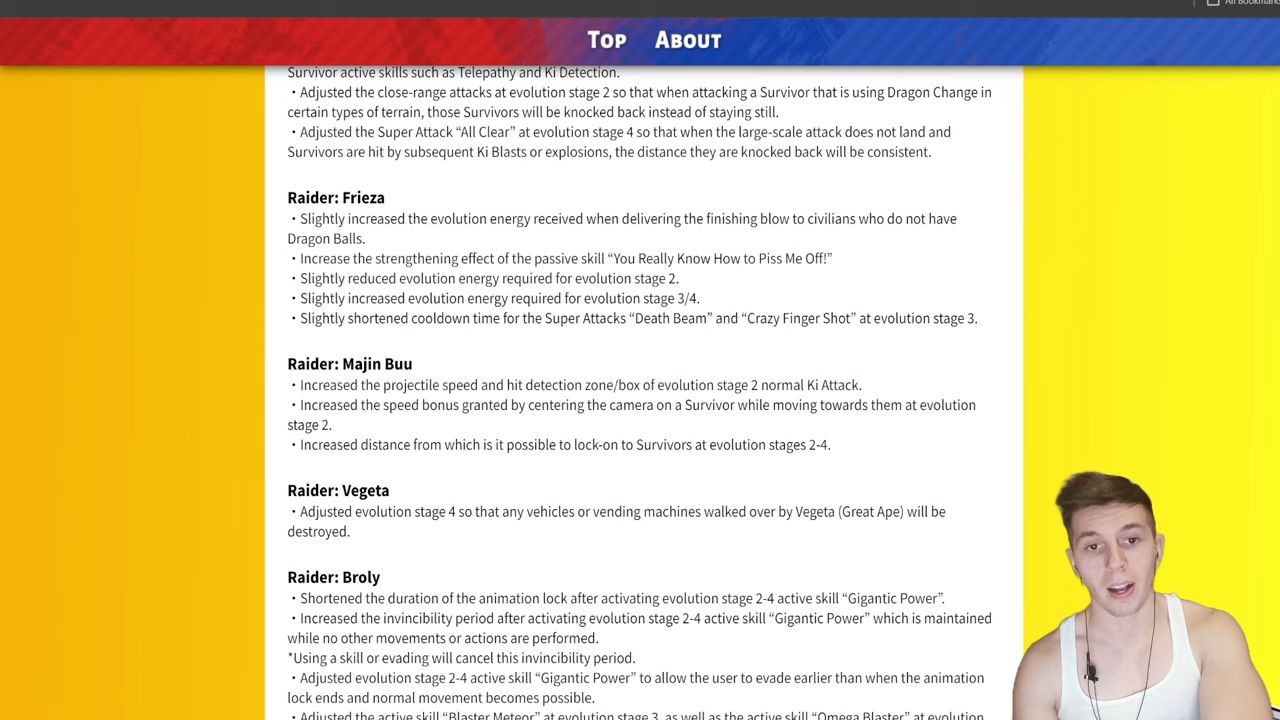 All Bookmarks
TOP ABOUT
Survivor active skills such as Telepathy and Ki Detection.
・Adjusted the close-range attacks at evolution stage 2 so that when attacking a Survivor that is using Dragon Change in
certain types of terrain, those Survivors will be knocked back instead of staying still.
・Adjusted the Super Attack “All Clear” at evolution stage 4 so that when the large-scale attack does not land and
Survivors are hit by subsequent Ki Blasts or explosions, the distance they are knocked back will be consistent.
Raider: Frieza
・Slightly increased the evolution energy received when delivering the finishing blow to civilians who do not have
Dragon Balls.
・Increase the strengthening effect of the passive skill “You Really Know How to Piss Me Off!”
・Slightly reduced evolution energy required for evolution stage 2.
・Slightly increased evolution energy required for evolution stage 3/4.
・Slightly shortened cooldown time for the Super Attacks “Death Beam” and “Crazy Finger Shot” at evolution stage 3.
Raider: Majin Buu
・Increased the projectile speed and hit detection zone/box of evolution stage 2 normal Ki Attack.
・Increased the speed bonus granted by centering the camera on a Survivor while moving towards them at evolution
stage 2.
・Increased distance from which is it possible to lock-on to Survivors at evolution stages 2-4.
Raider: Vegeta
・Adjusted evolution stage 4 so that any vehicles or vending machines walked over by Vegeta (Great Ape) will be
destroyed.
Raider: Broly
・Shortened the duration of the animation lock after activating evolution stage 2-4 active skill “Gigantic Power”.
・Increased the invincibility period after activating evolution stage 2-4 active skill “Gigantic Power” which is maintained
while no other movements or actions are performed.
*Using a skill or evading will cancel this invincibility period.
・Adjusted evolution stage 2-4 active skill “Gigantic Power” to allow the user to evade earlier than when the animation
lock ends and normal movement becomes possible.
・Adjusted the active skill “Blaster Meteor” at evolution stage 3, as well as the active skill “Omega Blaster” at evolution